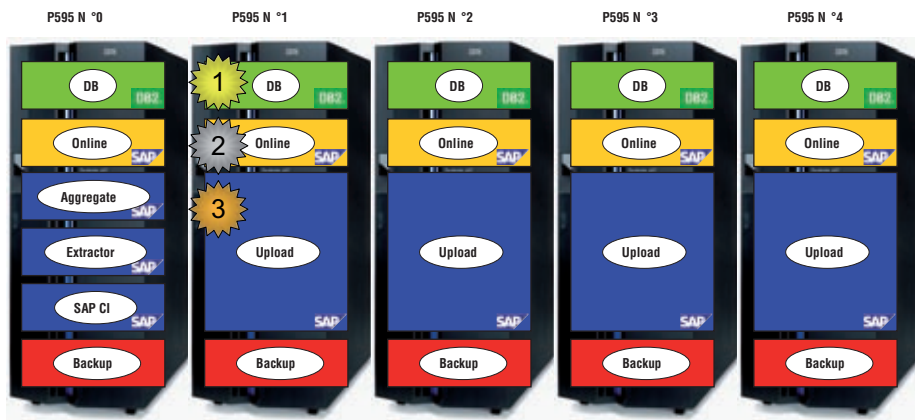 P595 N °0 P595 N °1 P595 N °2 P595 N °3 P595 N °4
DB DB2. 1 DB DB2. DB DB2. DB DB2. DB DB2.
Online SAP 2 Online SAP Online SAP Online SAP Online SAP
Aggregate SAP 3
Extractor SAP Upload Upload Upload Upload
SAP CI SAP SAP SAP SAP SAP
Backup Backup Backup Backup Backup